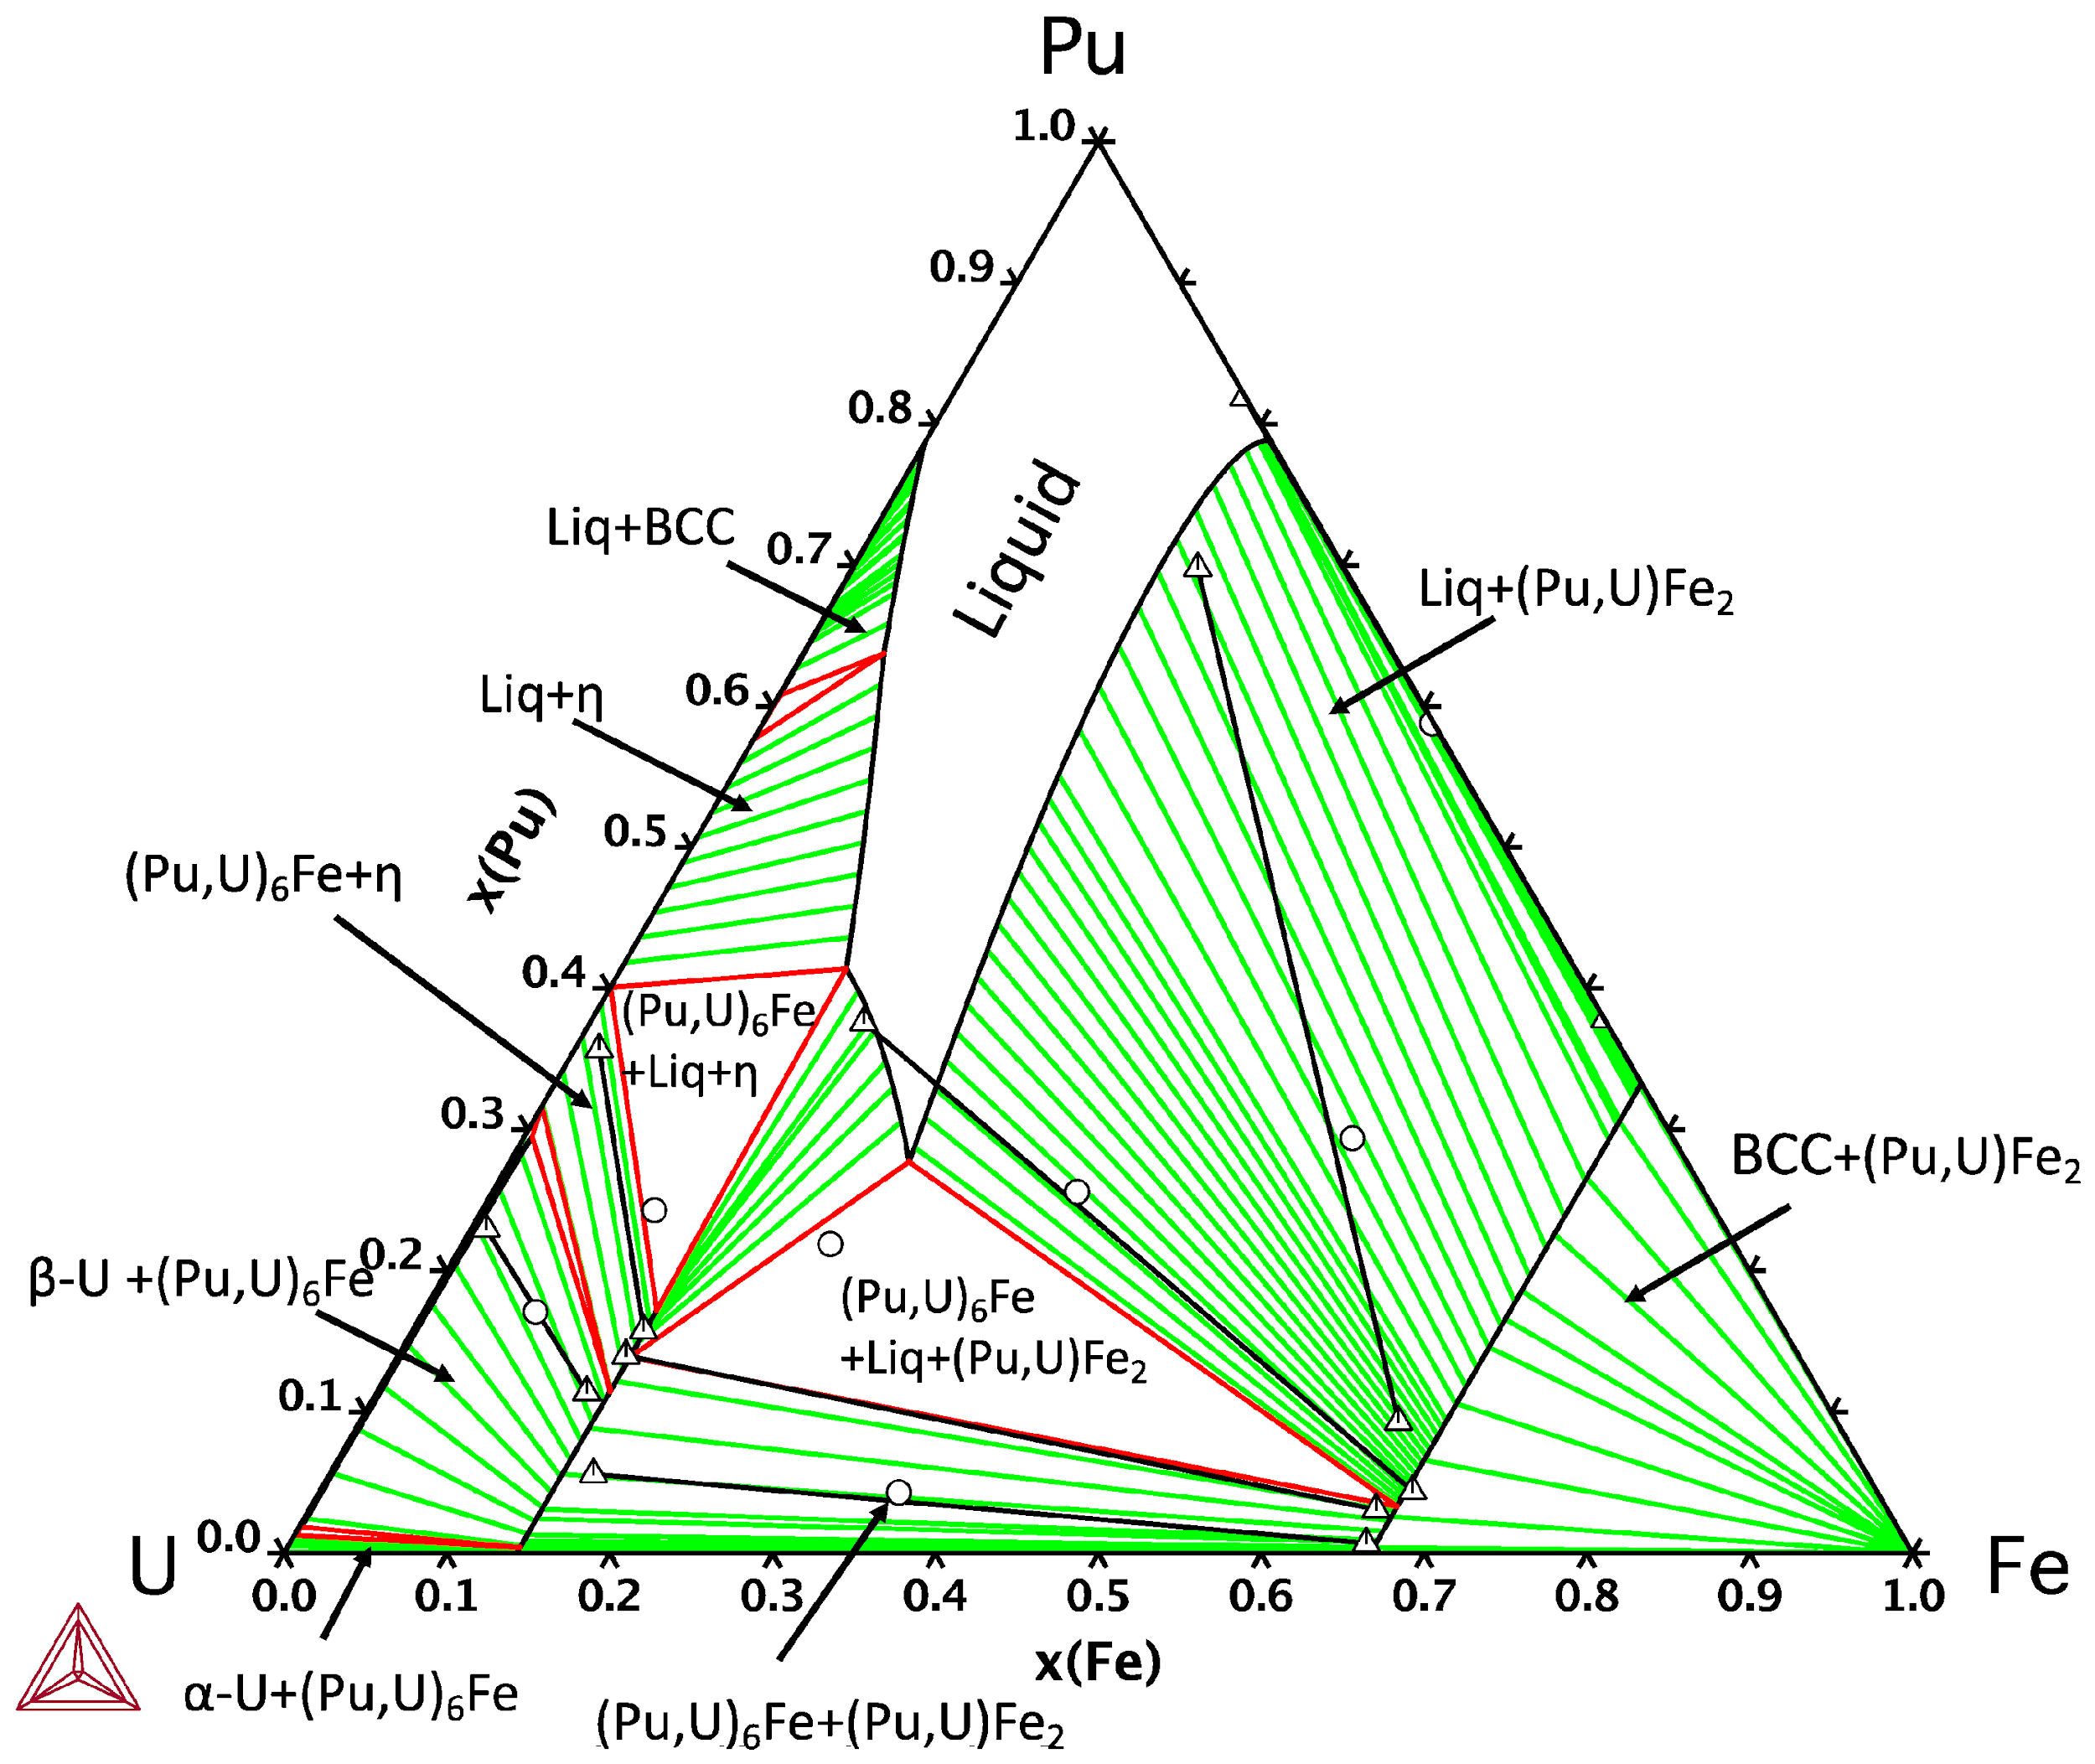 Pu
1.0
0.9
0.8
Liquid
Liq+BCC
0.7
Liq+(Pu,U)Fe₂
Liq+η
0.6
x(Pu)
0.5
(Pu,U)₆Fe+η
0.4
(Pu,U)₆Fe
+Liq+η
0.3
BCC+(Pu,U)Fe₂
0.2
β-U +(Pu,U)₆Fe
(Pu,U)₆Fe
+Liq+(Pu,U)Fe₂
0.1
0.0
U
Fe
0.0 0.1 0.2 0.3 0.4 0.5 0.6 0.7 0.8 0.9 1.0
x(Fe)
α-U+(Pu,U)₆Fe
(Pu,U)₆Fe+(Pu,U)Fe₂